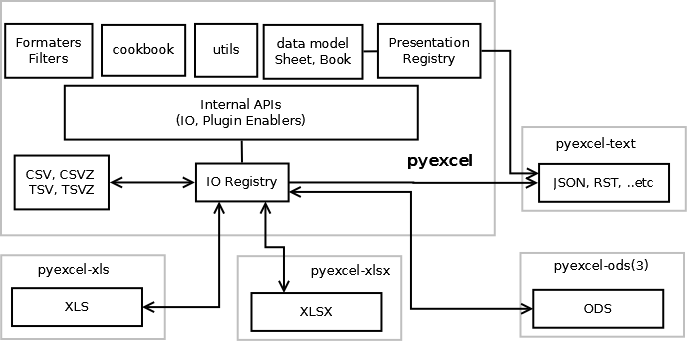 Formaters
Filters
cookbook
utils
data model
Sheet, Book
Presentation
Registry
Internal APIs
(IO, Plugin Enablers)
pyexcel
CSV, CSVZ
TSV, TSVZ
IO Registry
pyexcel-text
JSON, RST, ..etc
pyexcel-xls
XLS
pyexcel-xlsx
XLSX
pyexcel-ods(3)
ODS